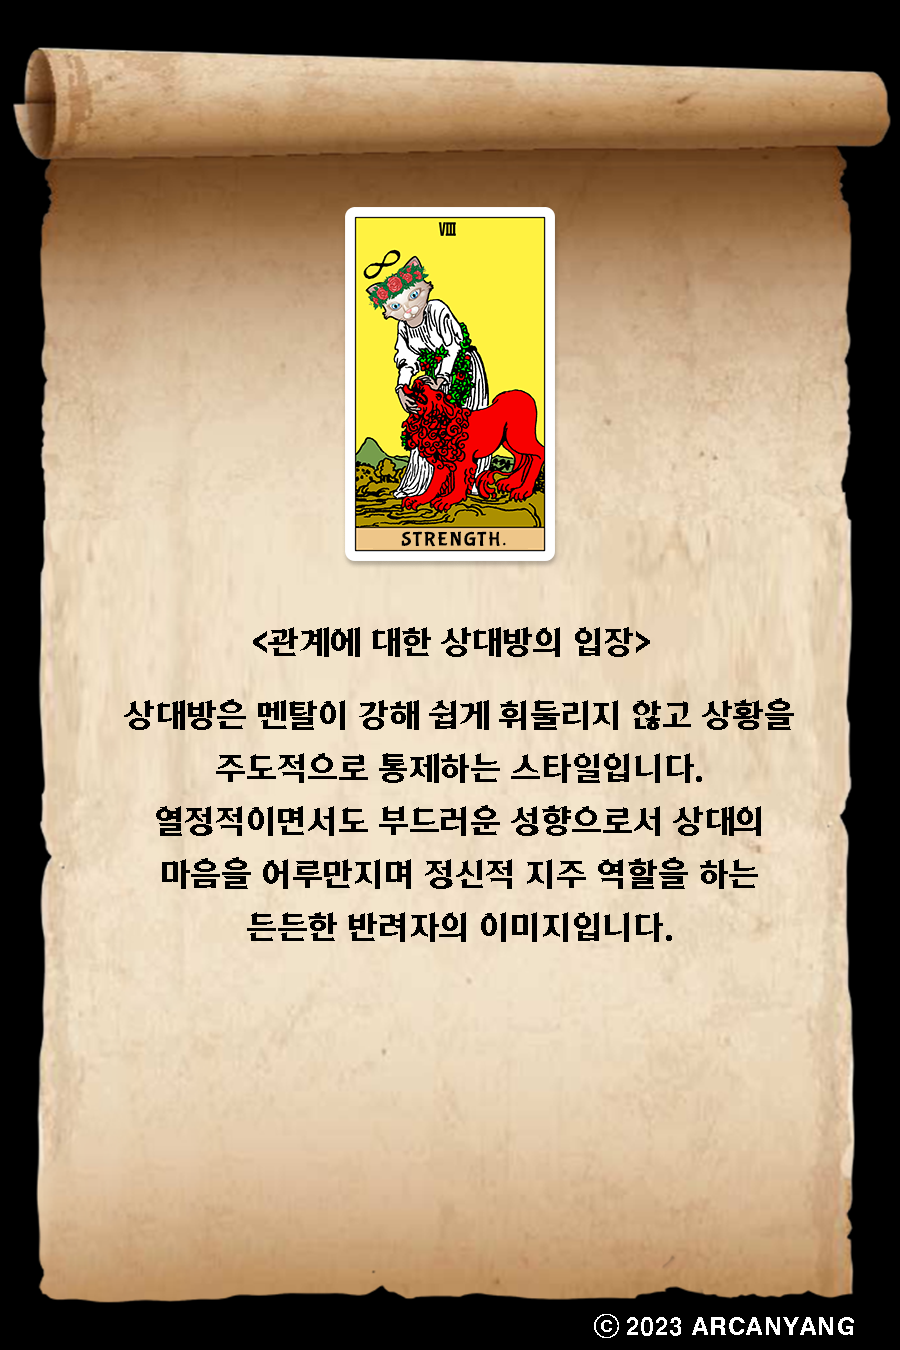 VIII
STRENGTH.
<관계에 대한 상대방의 입장>
상대방은 멘탈이 강해 쉽게 휘둘리지 않고 상황을
주도적으로 통제하는 스타일입니다.
열정적이면서도 부드러운 성향으로서 상대의
마음을 어루만지며 정신적 지주 역할을 하는
든든한 반려자의 이미지입니다.
© 2023 ARCANYANG